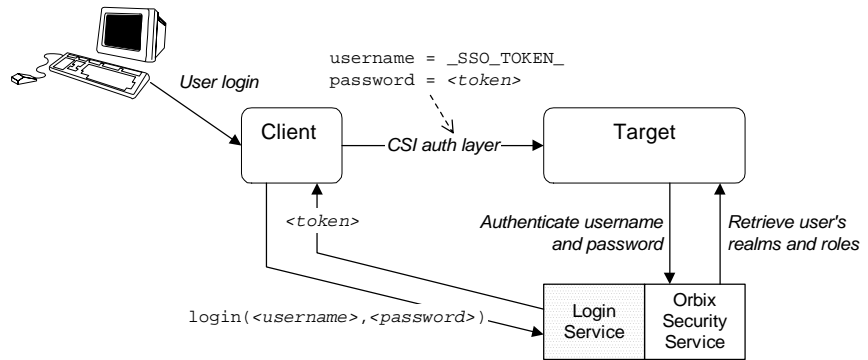 username = _SSO_TOKEN_
password = <token>
User login
Client
CSI auth layer
Target
<token>
Authenticate username
and password
Retrieve user's
realms and roles
login(<username>,<password>)
Login
Service
Orbix
Security
Service